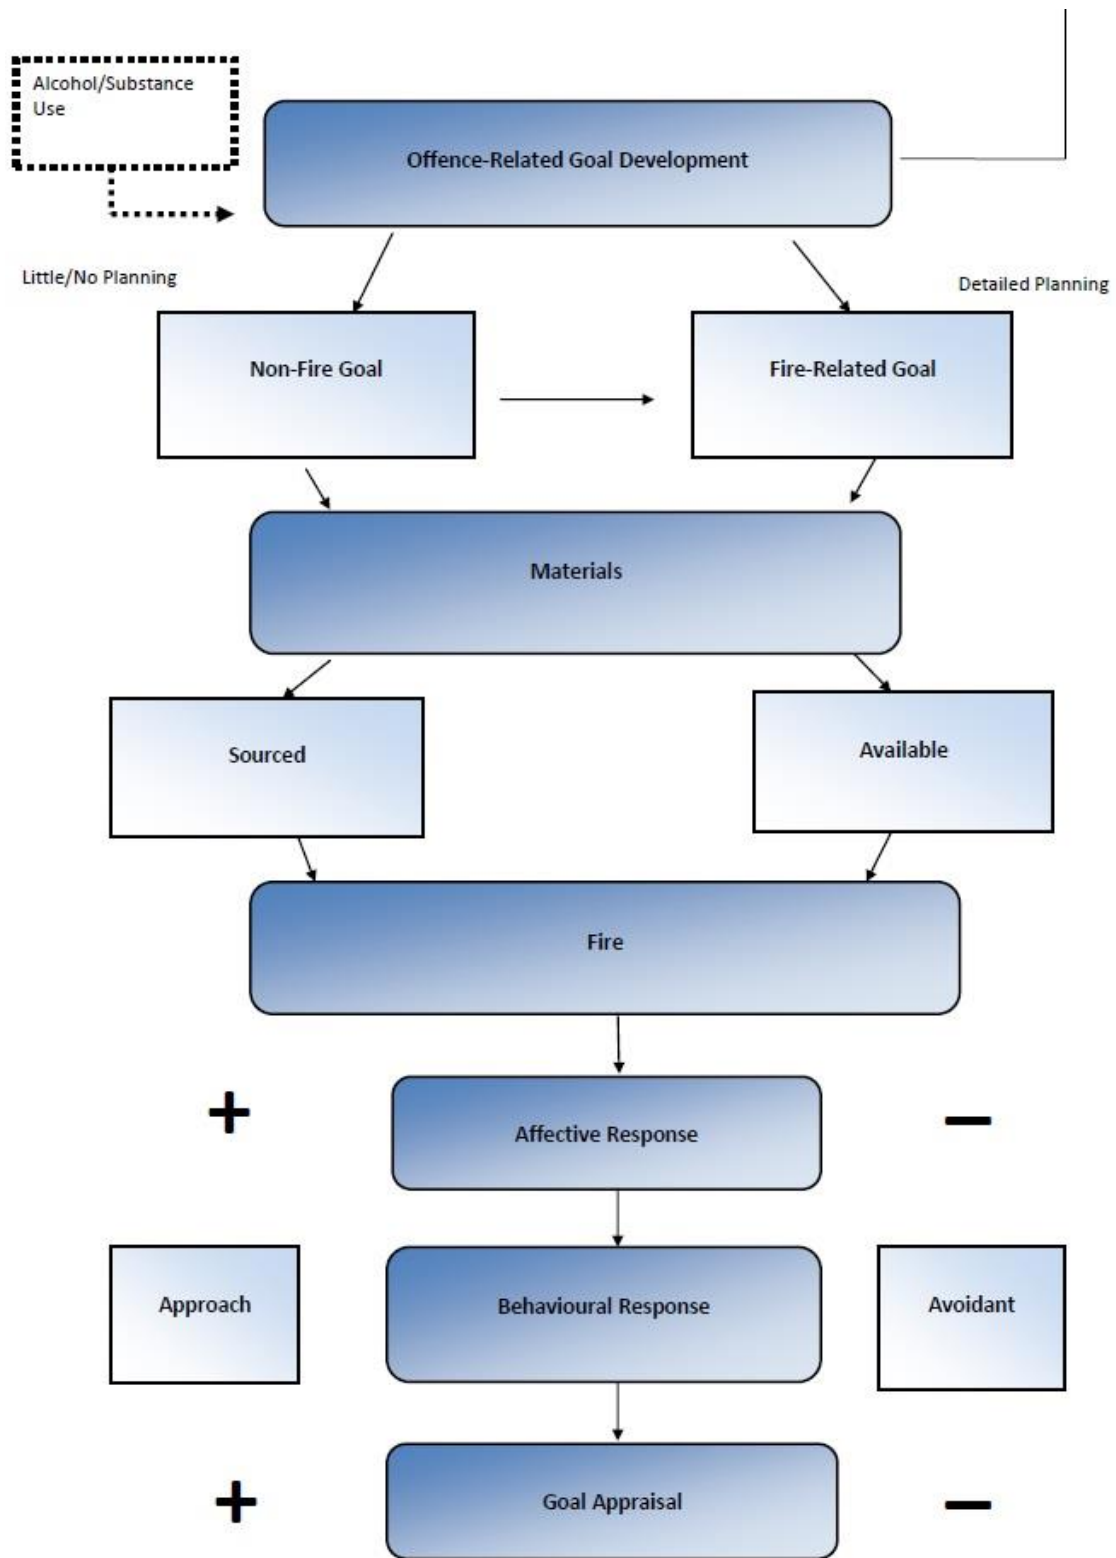 Alcohol/Substance
Use
Offence-Related Goal Development
Little/No Planning
Detailed Planning
Non-Fire Goal
Fire-Related Goal
Materials
Sourced
Available
Fire
+
Affective Response
−
Approach
Behavioural Response
Avoidant
+
Goal Appraisal
−